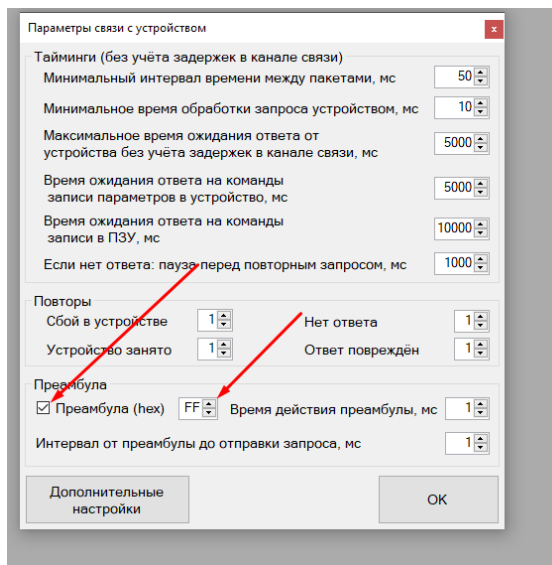 Параметры связи с устройством
x
Тайминги (без учёта задержек в канале связи)
Минимальный интервал времени между пакетами, мс 50
Минимальное время обработки запроса устройством, мс 10
Максимальное время ожидания ответа от
устройства без учёта задержек в канале связи, мс 5000
Время ожидания ответа на команды
записи параметров в устройство, мс 5000
Время ожидания ответа на команды
записи в ПЗУ, мс 10000
Если нет ответа: пауза перед повторным запросом, мс 1000
Повторы
Сбой в устройстве 1 Нет ответа 1
Устройство занято 1 Ответ повреждён 1
Преамбула
Преамбула (hex) FF Время действия преамбулы, мс 1
Интервал от преамбулы до отправки запроса, мс 1
Дополнительные
настройки
OK